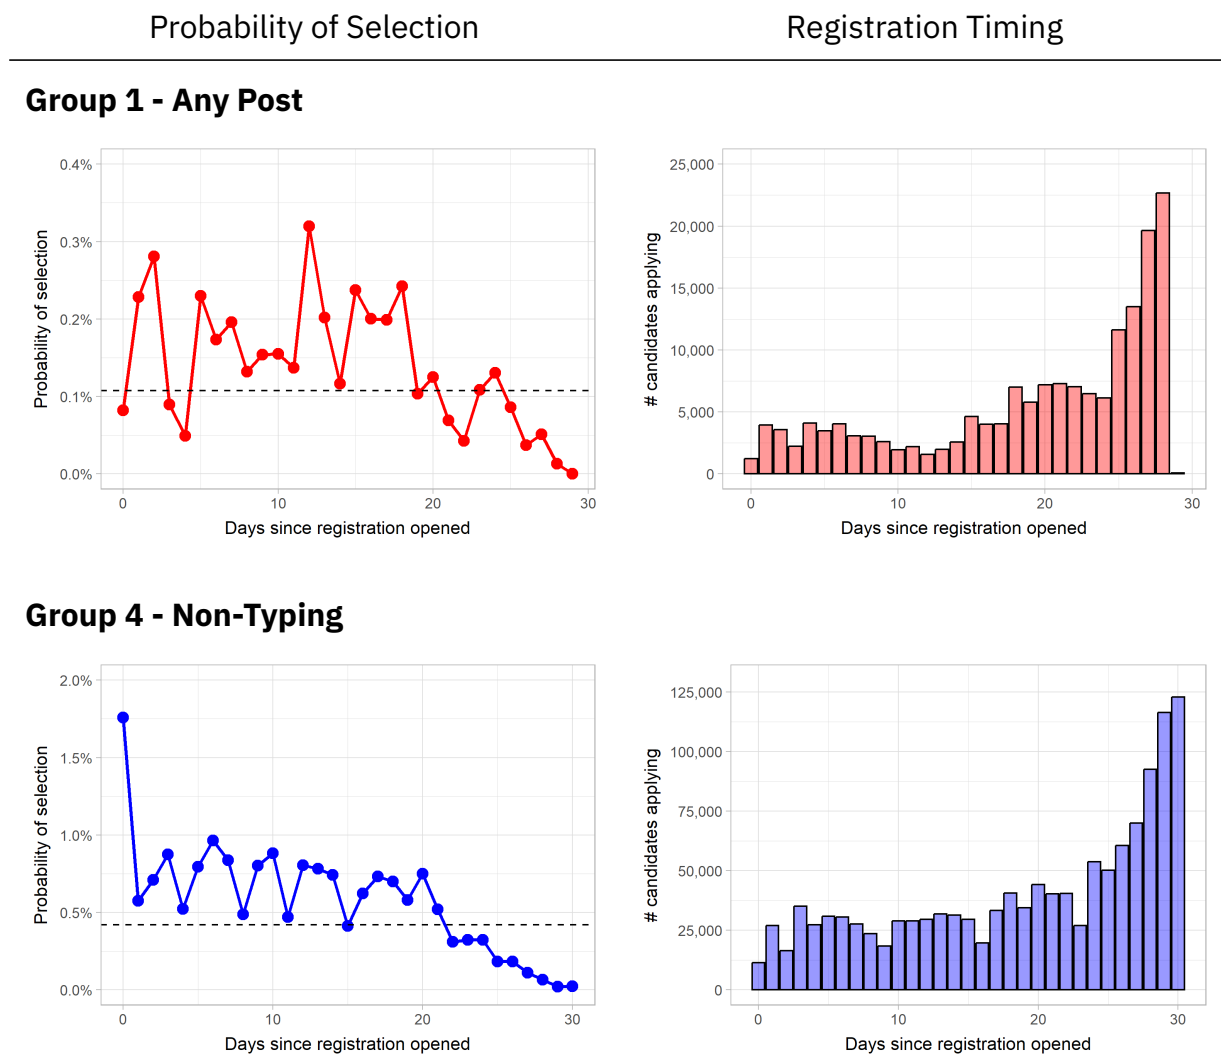 Probability of Selection
Registration Timing
Group 1 - Any Post
0.4%
0.3%
0.2%
0.1%
0.0%
Probability of selection
0 10 20 30
Days since registration opened
25,000
20,000
15,000
10,000
5,000
0
# candidates applying
0 10 20 30
Days since registration opened
Group 4 - Non-Typing
2.0%
1.5%
1.0%
0.5%
0.0%
Probability of selection
0 10 20 30
Days since registration opened
125,000
100,000
75,000
50,000
25,000
0
# candidates applying
0 10 20 30
Days since registration opened